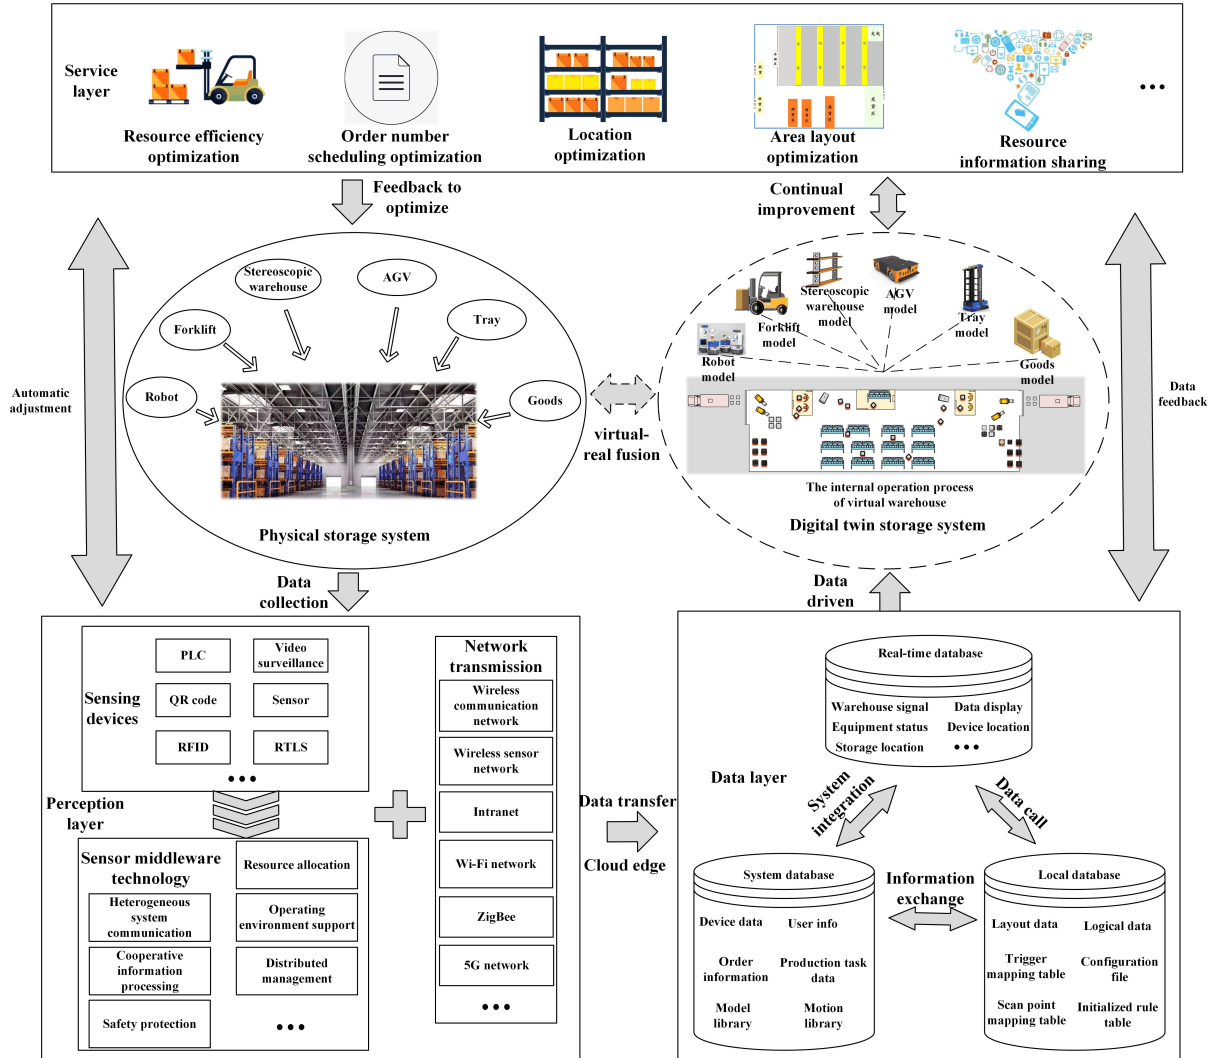 Service
layer
Resource efficiency
optimization
Order number
scheduling optimization
Location
optimization
Area layout
optimization
Resource
information sharing
Feedback to
optimize
Continual
improvement
Automatic
adjustment
Stereoscopic
warehouse
AGV
Forklift
Tray
Robot
Goods
Physical storage system
virtual-
real fusion
Stereoscopic
warehouse model
AGV
model
Forklift
model
Tray
model
Robot
model
Goods
model
The internal operation process
of virtual warehouse
Digital twin storage system
Data
feedback
Data
collection
Data
driven
Sensing
devices
PLC
Video
surveillance
QR code
Sensor
RFID
RTLS
Perception
layer
Sensor middleware
technology
Resource allocation
Heterogeneous
system
communication
Operating
environment support
Cooperative
information
processing
Distributed
management
Safety protection
Network
transmission
Wireless
communication
network
Wireless sensor
network
Intranet
Wi-Fi network
ZigBee
5G network
Data transfer
Cloud edge
Data layer
Real-time database
Warehouse signal
Data display
Equipment status
Device location
Storage location
System
integration
Data call
Information
exchange
System database
Device data
User info
Order
information
Production task
data
Model
library
Motion
library
Local database
Layout data
Logical data
Trigger
mapping table
Configuration
file
Scan point
mapping table
Initialized rule
table